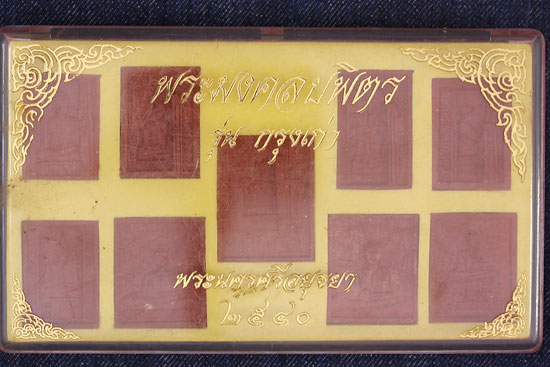 พระมงคลบพิตร
รุ่น กรุงเก่า
พระนครศรีอยุธยา
๒๕๔๐